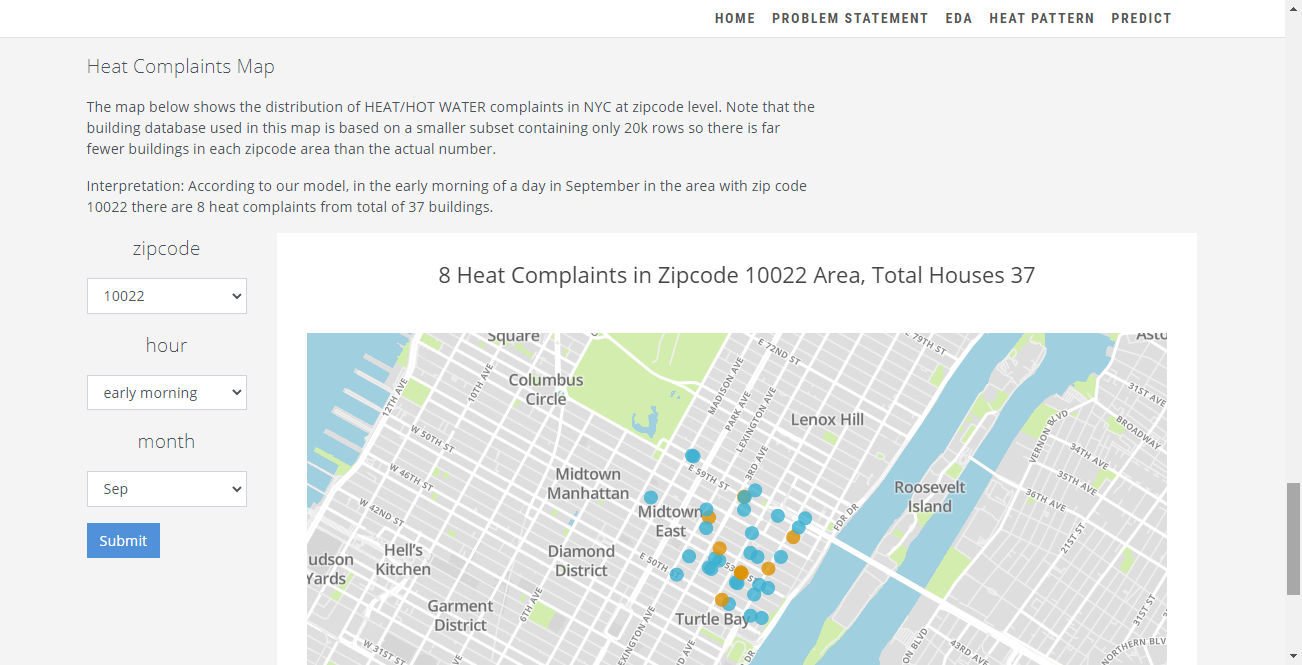 HOME PROBLEM STATEMENT EDA HEAT PATTERN PREDICT
Heat Complaints Map
The map below shows the distribution of HEAT/HOT WATER complaints in NYC at zipcode level. Note that the
building database used in this map is based on a smaller subset containing only 20k rows so there is far
fewer buildings in each zipcode area than the actual number.
Interpretation: According to our model, in the early morning of a day in September in the area with zip code
10022 there are 8 heat complaints from total of 37 buildings.
zipcode
10022
hour
early morning
month
Sep
Submit
8 Heat Complaints in Zipcode 10022 Area, Total Houses 37
Square
E 72ND ST
E 79TH ST
Asto
Columbus
Circle
12TH AVE
10TH AVE
MADISON AVE
PARK AVE
LEXINGTON AVE
3RD AVE
Lenox Hill
31ST AVE
BROADWAY
VERNON BLVD
34TH AVE
35TH AVE
36TH AVE
21ST ST
W 50TH ST
W 46TH ST
W 42ND ST
E 59TH ST
Midtown
Manhattan
Midtown
East
Roosevelt
Island
FDR DR
Hell's
Kitchen
Diamond
District
E 50TH
53RD
udson
Yards
Garment
District
6TH AVE
Turtle Bay
LEXINGTON AVE
2ND AVE
DR
W 31ST ST
ON BLVD
43RD AVE
31ST ST
NORTHERN BLV